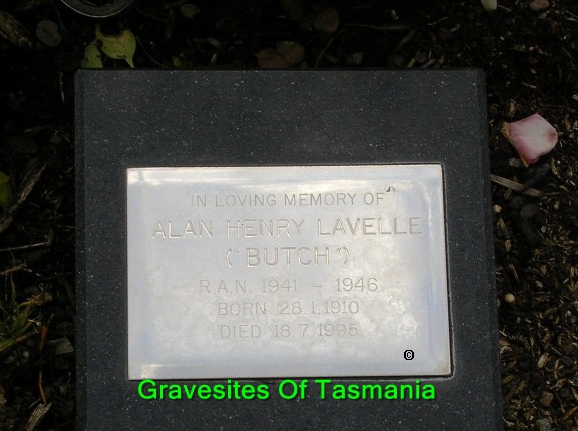 IN LOVING MEMORY OF
ALAN HENRY LAVELLE
("BUTCH")
R.A.N. 1941 - 1946
BORN 28.1.1910
DIED 18.7.1995
©
Gravesites Of Tasmania